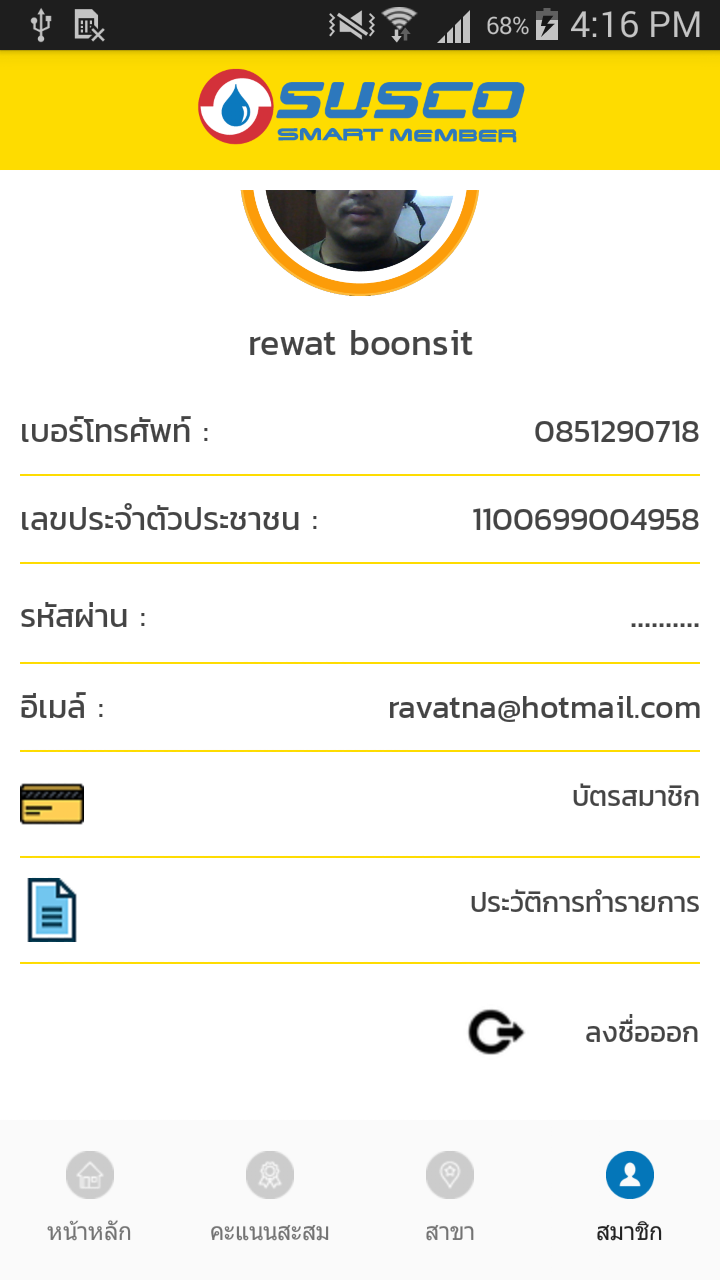 68% 4:16 PM
SUSCO
SMART MEMBER
rewat boonsit
เบอร์โทรศัพท์ : 0851290718
เลขประจำตัวประชาชน : 1100699004958
รหัสผ่าน : ..........
อีเมล์ : ravatna@hotmail.com
บัตรสมาชิก
ประวัติการทำรายการ
ลงชื่อออก
หน้าหลัก คะแนนสะสม สาขา สมาชิก